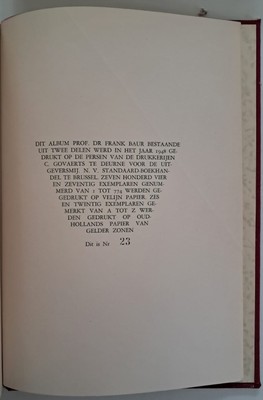 DIT ALBUM PROF. DR FRANK BAUR BESTAANDE
UIT TWEE DELEN WERD IN HET JAAR 1948 GE-
DRUKT OP DE PERSEN VAN DE DRUKKERIJEN
C. GOVAERTS TE DEURNE VOOR DE UIT-
GEVERSMIJ. N. V. STANDAARD-BOEKHAN-
DEL TE BRUSSEL. ZEVEN HONDERD VIER
EN ZEVENTIG EXEMPLAREN GENUM-
MERD VAN 1 TOT 774 WERDEN GE-
GEDRUKT OP VELIJN PAPIER. ZES
EN TWINTIG EXEMPLAREN GE-
MERKT VAN A TOT Z WER-
DEN GEDRUKT OP OUD-
HOLLANDS PAPIER VAN
GELDER ZONEN
Dit is Nr 23